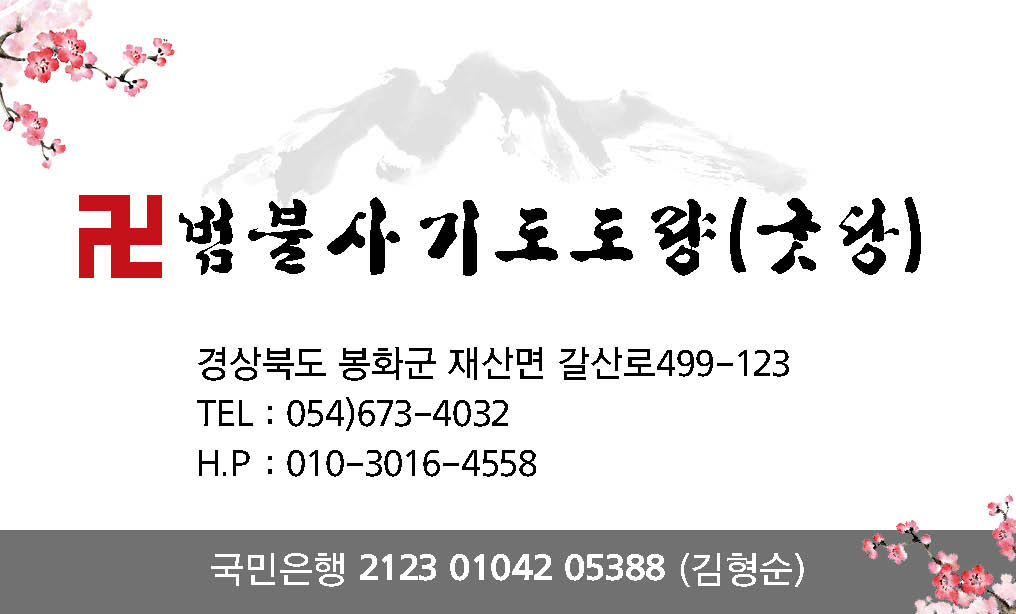 卍 범불사기도도량(굿당)
경상북도 봉화군 재산면 갈산로499-123
TEL : 054)673-4032
H.P : 010-3016-4558
국민은행 2123 01042 05388 (김형순)